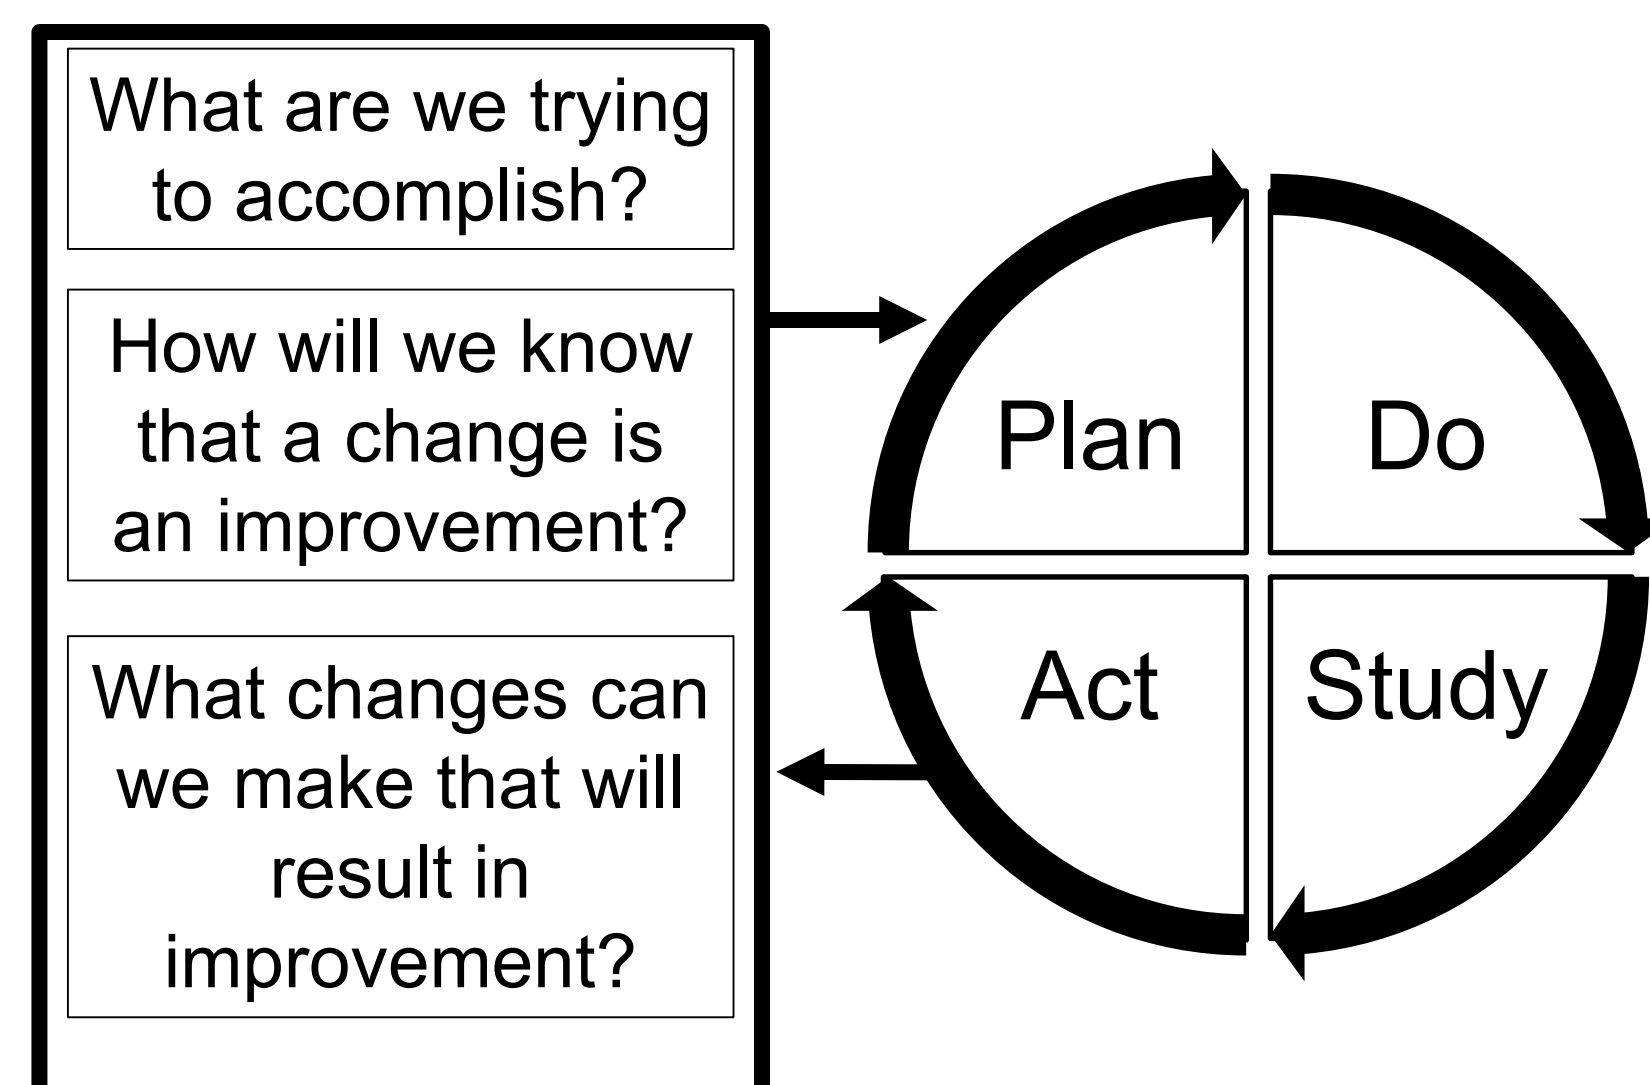 What are we trying
to accomplish?
How will we know
that a change is
an improvement?
What changes can
we make that will
result in
improvement?
Plan
Do
Act
Study